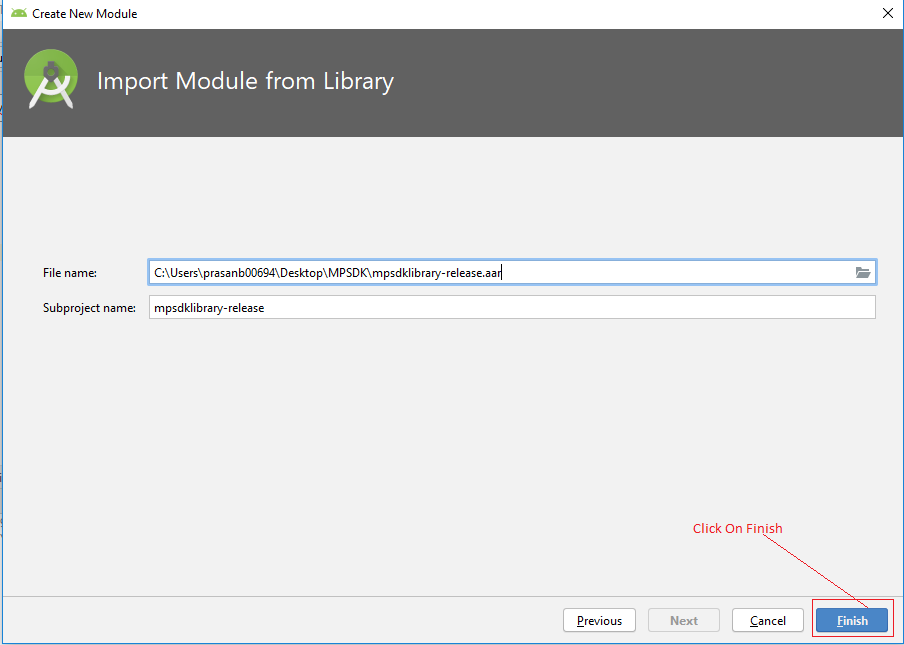 Create New Module
Import Module from Library
File name: C:\Users\prasanb00694\Desktop\MPSDK\mpsdklibrary-release.aar
Subproject name: mpsdklibrary-release
Click On Finish
Previous Next Cancel Finish